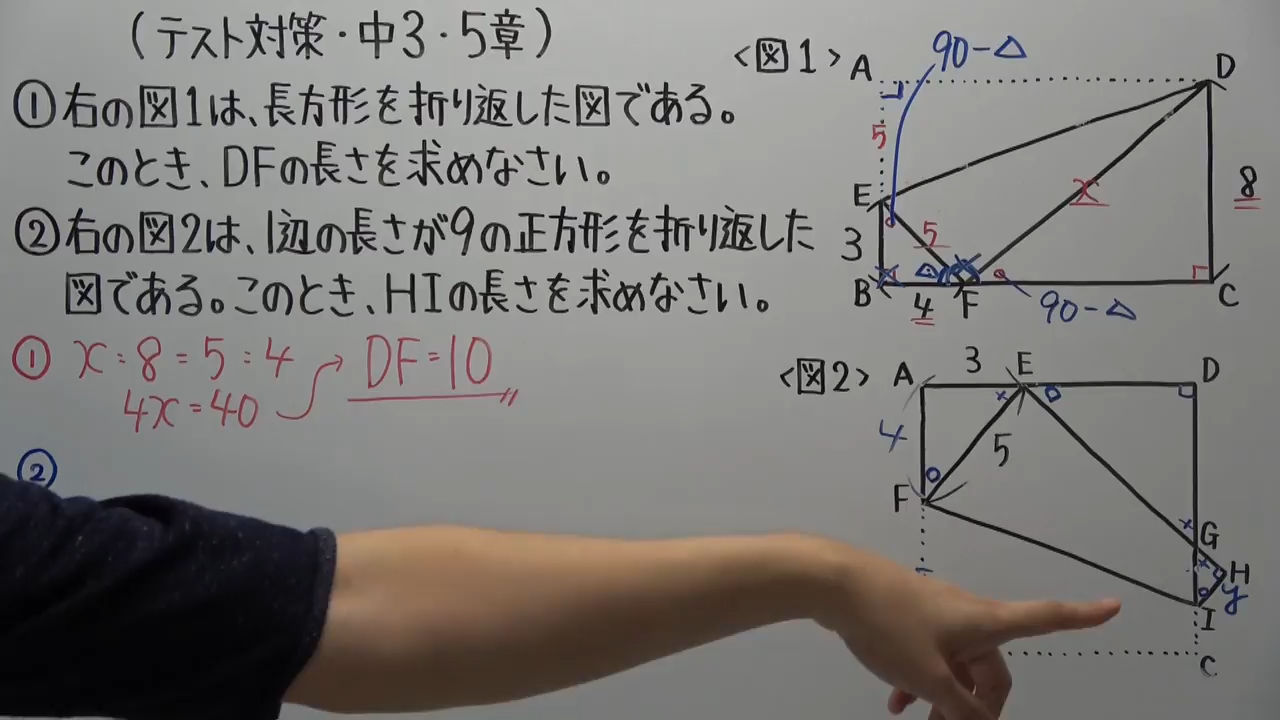 （テスト対策・中3・5章）
①右の図1は、長方形を折り返した図である。
このとき、DFの長さを求めなさい。
②右の図2は、1辺の長さが9の正方形を折り返した
図である。このとき、HIの長さを求めなさい。
① x:8=5:4
4x=40
DF=10
②
<図1>
A
90-△
D
5
E
x
8
5
3
△
B
4
F
90-△
C
<図2>
A
3
E
D
×
4
5
F
×
G
×
H
y
I
C